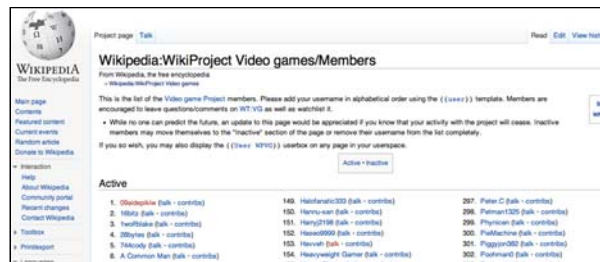 WIKIPEDIA
The Free Encyclopedia
Main page
Contents
Featured content
Current events
Random article
Donate to Wikipedia
Interaction
Help
About Wikipedia
Community portal
Recent changes
Contact Wikipedia
Toolbox
Print/export
Project page Talk
Read Edit View
Wikipedia:WikiProject Video games/Members
From Wikipedia, the free encyclopedia
< Wikipedia:WikiProject Video games
This is the list of the Video game Project members. Please add your username in alphabetical order using the {{user}} template. Members are
encouraged to leave questions/comments on WT:VG as well as watchlist it.
• While no one can predict the future, an update to this page would be appreciated if you know that your activity with the project will cease. Inactive
members may move themselves to the "Inactive" section of the page or remove their username from the list completely.
If you so wish, you may also display the {{User WPVG}} userbox on any page in your userspace.
Active • Inactive
Active
1. (talk • contribs)
2. (talk • contribs)
3. (talk • contribs)
4. 28bytes (talk • contribs)
5. 744cody (talk • contribs)
6. A Common Man (talk • contribs)
149. Halofanatic333 (talk • contribs)
150. Hannu-san (talk • contribs)
151. Harryj2198 (talk • contribs)
152. (talk • contribs)
153. (talk • contribs)
154. Heavyweight Gamer (talk • contribs)
297. Peter.C (talk • contribs)
298. Petman1325 (talk • contribs)
299. Phynicen (talk • contribs)
300. PieMachine (talk • contribs)
301. Piggyjon382 (talk • contribs)
302. Poohman0 (talk • contribs)